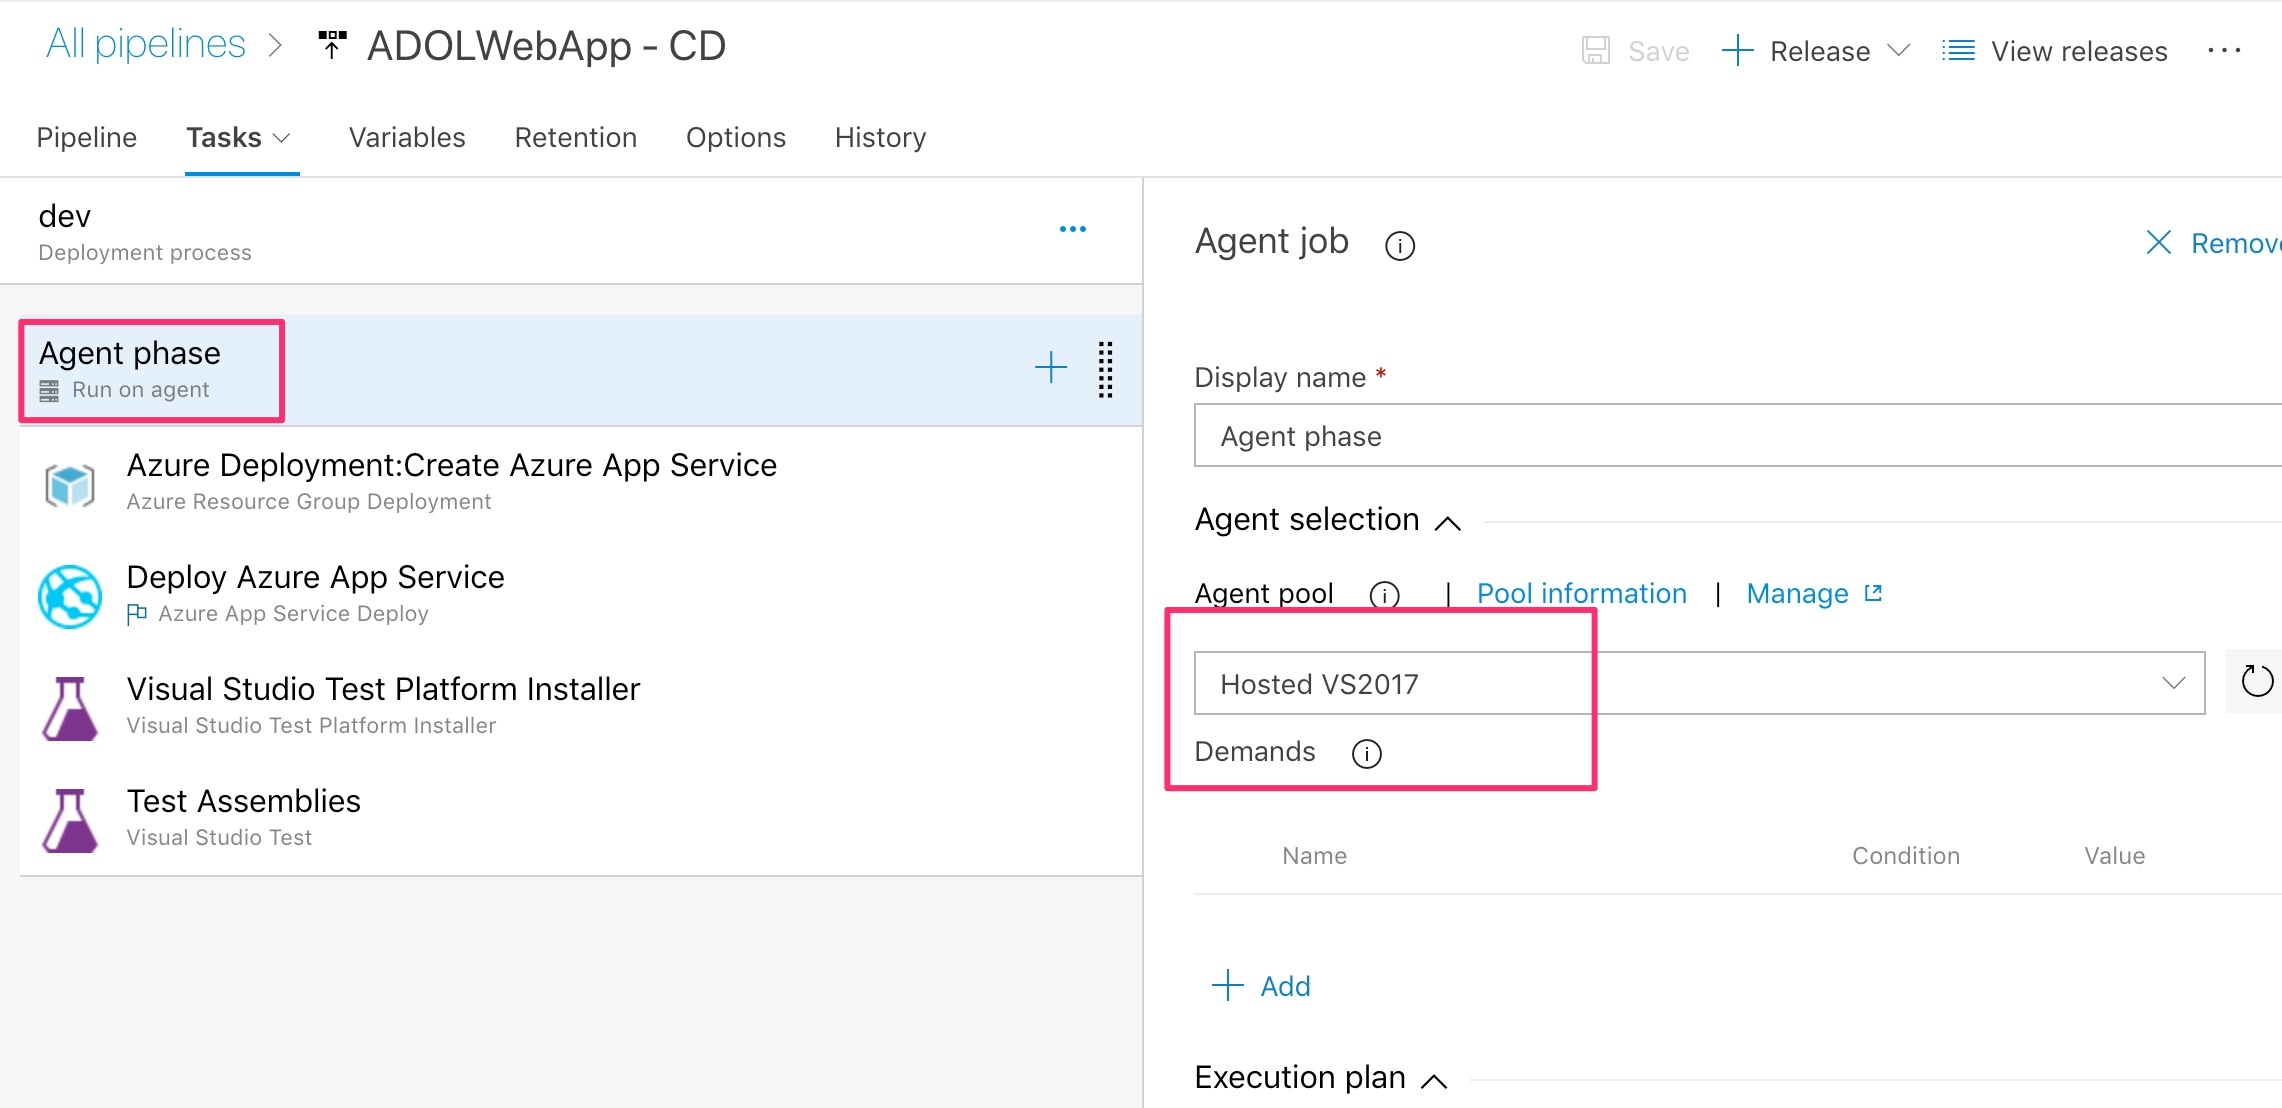 All pipelines > ADOLWebApp - CD
Save
Release
View releases
Pipeline
Tasks
Variables
Retention
Options
History
dev
Deployment process
Agent phase
Run on agent
Azure Deployment:Create Azure App Service
Azure Resource Group Deployment
Deploy Azure App Service
Azure App Service Deploy
Visual Studio Test Platform Installer
Visual Studio Test Platform Installer
Test Assemblies
Visual Studio Test
Agent job
Remove
Display name *
Agent phase
Agent selection
Agent pool | Pool information | Manage
Hosted VS2017
Demands
Name Condition Value
Add
Execution plan